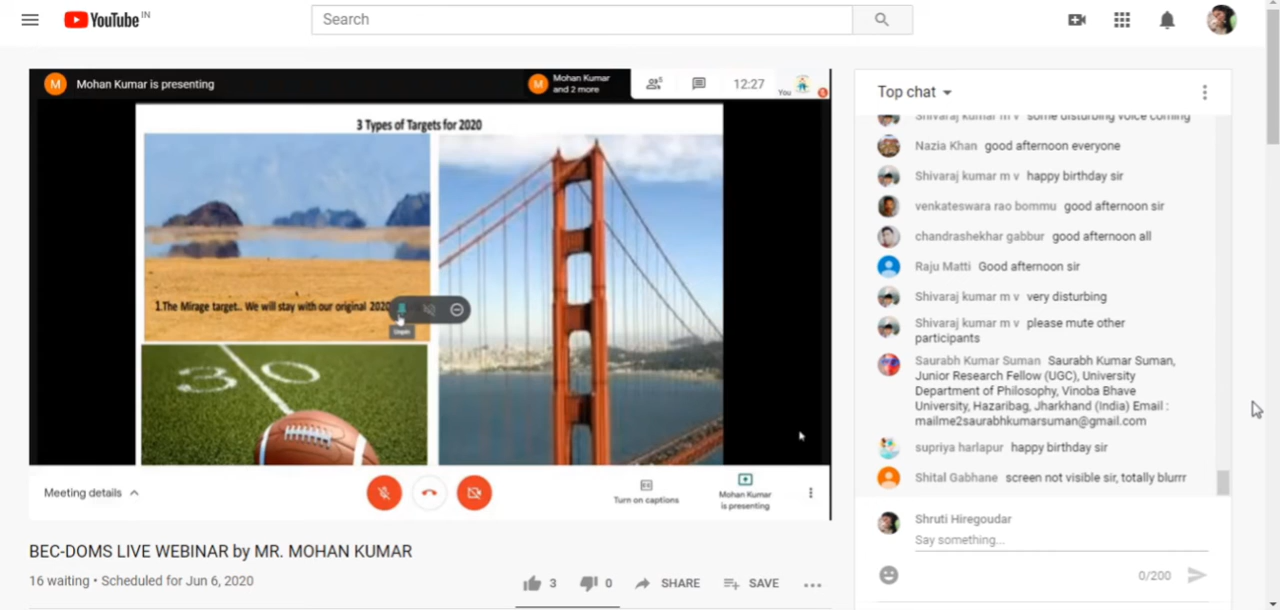 YouTube IN
Search
Mohan Kumar is presenting
Mohan Kumar
and 2 more
5
12:27
You
3 Types of Targets for 2020
1.The Mirage target.. We will stay with our original 2020
30
Meeting details
Turn on captions
Mohan Kumar
is presenting
BEC-DOMS LIVE WEBINAR by MR. MOHAN KUMAR
16 waiting • Scheduled for Jun 6, 2020
3
0
SHARE
SAVE
Top chat
Shivaraj kumar m v some disturbing voice coming
Nazia Khan good afternoon everyone
Shivaraj kumar m v happy birthday sir
venkateswara rao bommu good afternoon sir
chandrashekhar gabbur good afternoon all
Raju Matti Good afternoon sir
Shivaraj kumar m v very disturbing
Shivaraj kumar m v please mute other
participants
Saurabh Kumar Suman Saurabh Kumar Suman,
Junior Research Fellow (UGC), University
Department of Philosophy, Vinoba Bhave
University, Hazaribag, Jharkhand (India) Email :
mailme2saurabhkumarsuman@gmail.com
supriya harlapur happy birthday sir
Shital Gabhane screen not visible sir, totally blurrr
Shruti Hiregoudar
Say something...
0/200